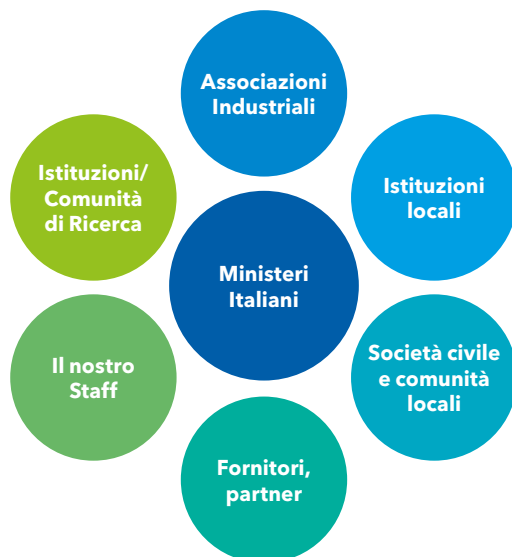 Associazioni
Industriali
Istituzioni/
Comunità
di Ricerca
Istituzioni
locali
Ministeri
Italiani
Il nostro
Staff
Società civile
e comunità
locali
Fornitori,
partner